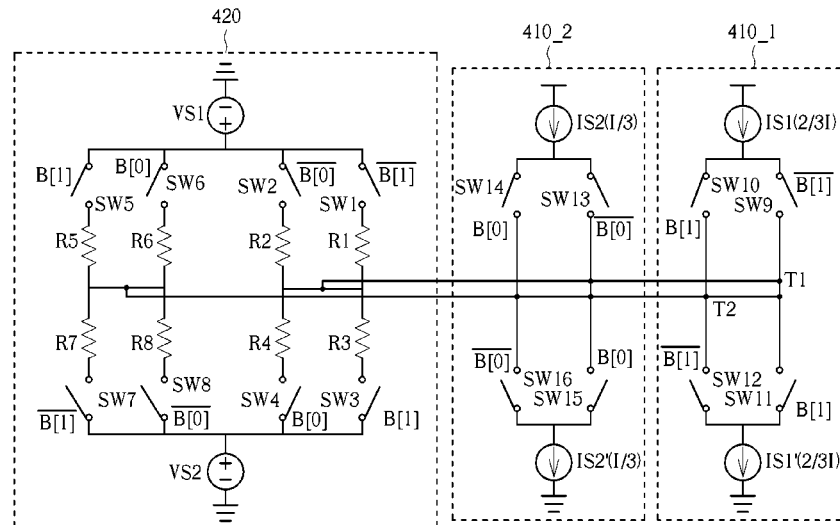 420
410_2
410_1
VS1
IS2(I/3)
IS1(2/3I)
B[1]
B[0]
B[0]
B[1]
SW5
SW6
SW2
SW1
SW14
SW13
SW10
SW9
B[0]
B[0]
B[1]
B[1]
R5
R6
R2
R1
T1
T2
R7
R8
R4
R3
B[0]
B[0]
B[1]
SW7
SW8
SW4
SW3
SW16
SW15
SW12
SW11
B[1]
B[0]
B[0]
B[1]
B[1]
VS2
IS2'(I/3)
IS1'(2/3I)